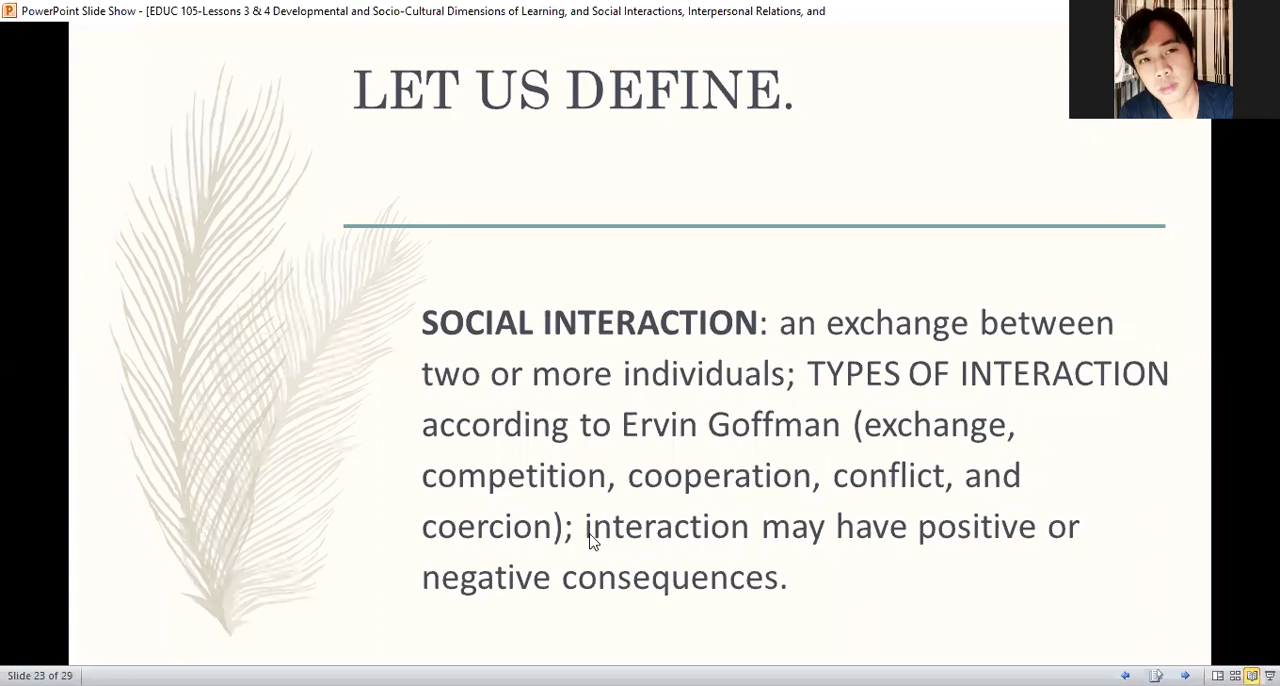 PowerPoint Slide Show - [EDUC 105-Lessons 3 & 4 Developmental and Socio-Cultural Dimensions of Learning, and Social Interactions, Interpersonal Relations, and
LET US DEFINE.
SOCIAL INTERACTION: an exchange between
two or more individuals; TYPES OF INTERACTION
according to Ervin Goffman (exchange,
competition, cooperation, conflict, and
coercion); interaction may have positive or
negative consequences.
Slide 23 of 29